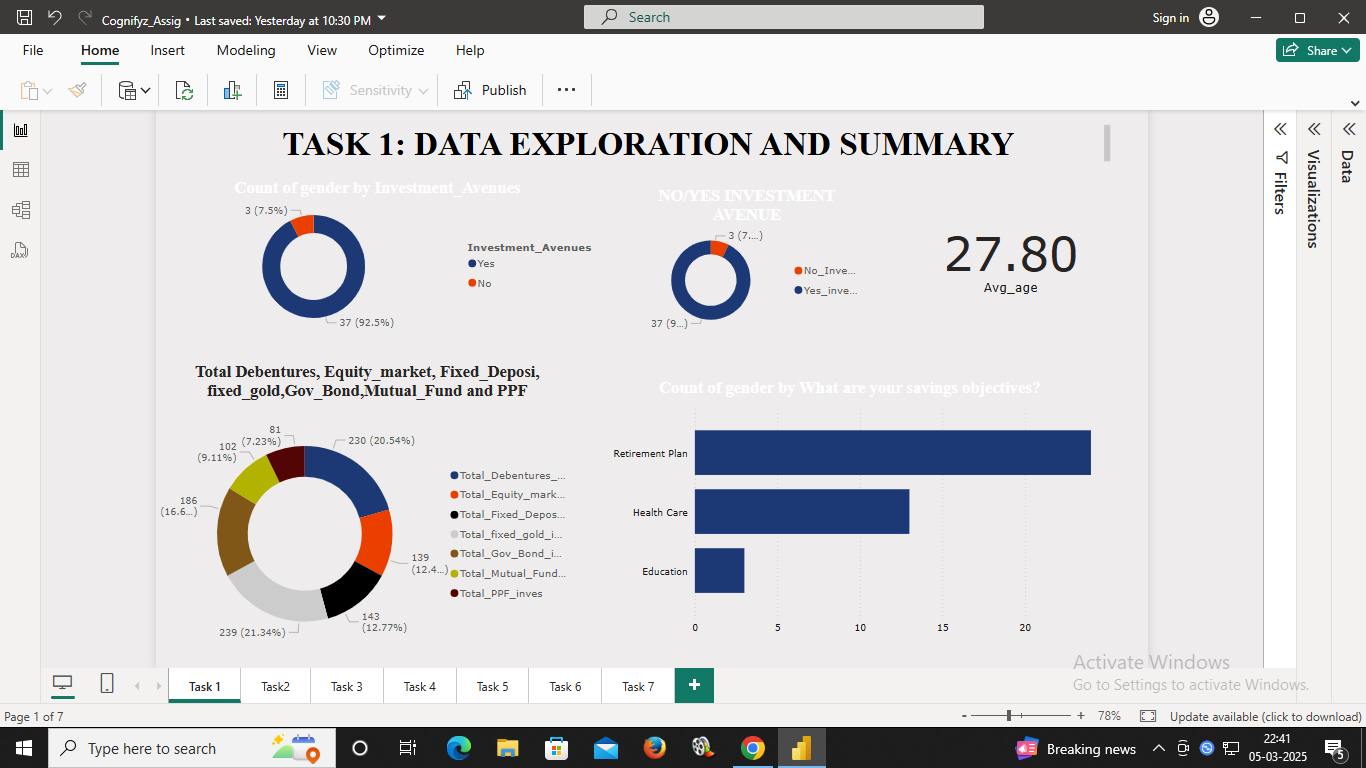 Cognifyz_Assig • Last saved: Yesterday at 10:30 PM
Search
Sign in
File
Home
Insert
Modeling
View
Optimize
Help
Share
Sensitivity
Publish
TASK 1: DATA EXPLORATION AND SUMMARY
Count of gender by Investment_Avenues
3 (7.5%)
37 (92.5%)
Investment_Avenues
Yes
No
NO/YES INVESTMENT
AVENUE
3 (7....)
37 (9...)
No_Inve...
Yes_inve...
27.80
Avg_age
Total Debentures, Equity_market, Fixed_Deposi,
fixed_gold,Gov_Bond,Mutual_Fund and PPF
81
(7.23%)
102
(9.11%)
230 (20.54%)
186
(16.6...)
139
(12.4...)
143
(12.77%)
239 (21.34%)
Total_Debentures_...
Total_Equity_mark...
Total_Fixed_Depos...
Total_fixed_gold_i...
Total_Gov_Bond_i...
Total_Mutual_Fund...
Total_PPF_inves
Count of gender by What are your savings objectives?
Retirement Plan
Health Care
Education
0
5
10
15
20
Filters
Visualizations
Data
DAX
Activate Windows
Go to Settings to activate Windows.
Task 1
Task2
Task 3
Task 4
Task 5
Task 6
Task 7
Page 1 of 7
78%
Update available (click to download)
Type here to search
Breaking news
22:41
05-03-2025
5